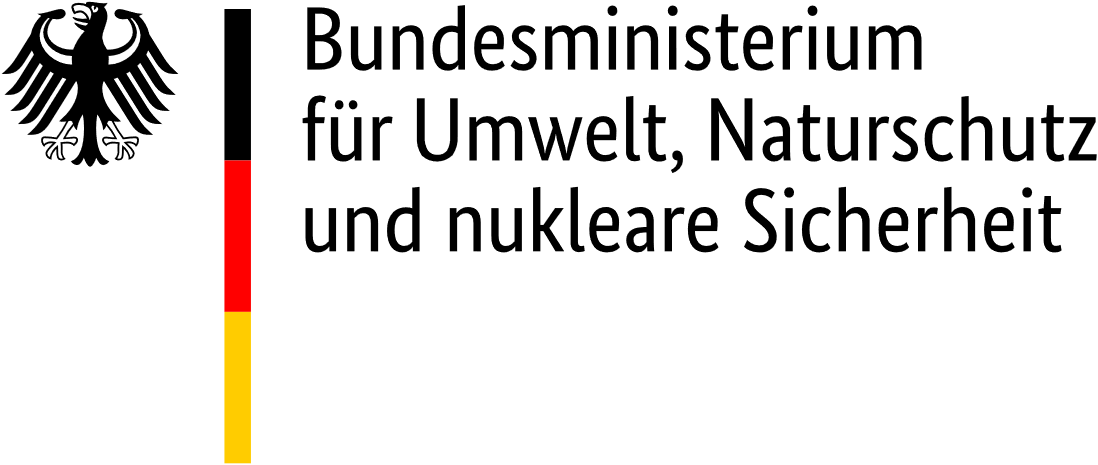 Bundesministerium
für Umwelt, Naturschutz
und nukleare Sicherheit